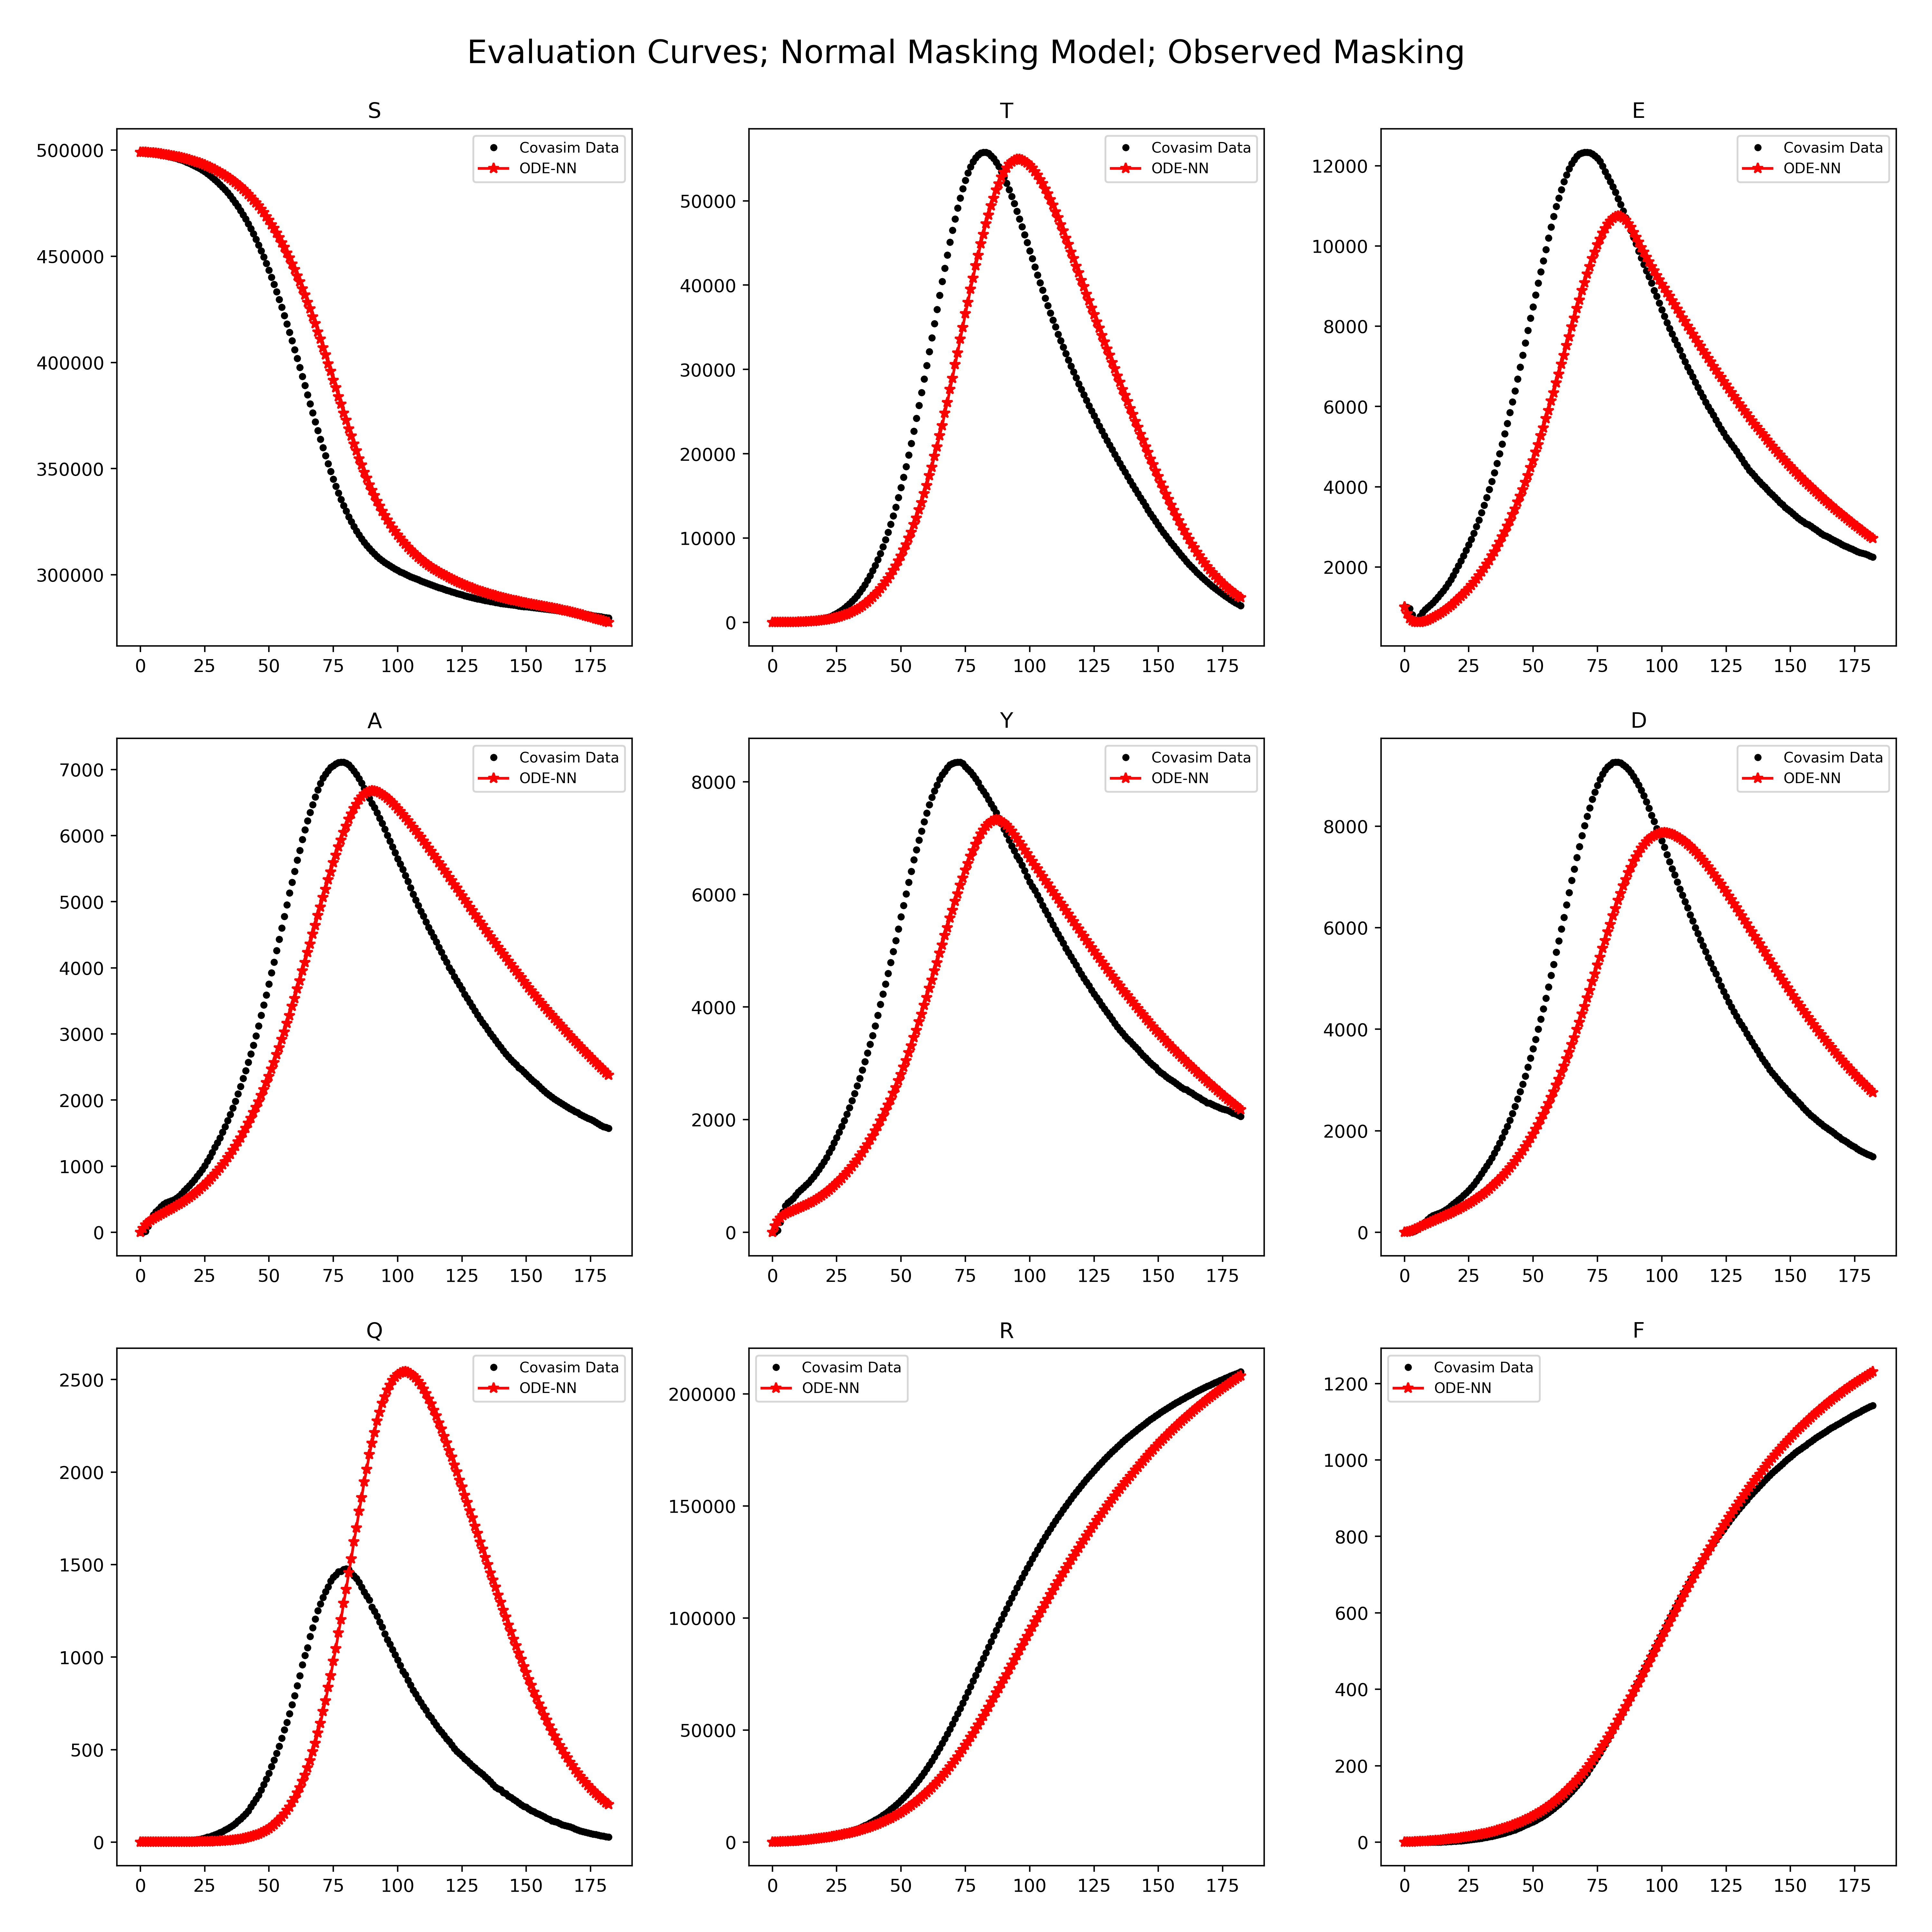 Evaluation Curves; Normal Masking Model; Observed Masking
S
Covasim Data
ODE-NN
500000
450000
400000
350000
300000
0 25 50 75 100 125 150 175
T
Covasim Data
ODE-NN
50000
40000
30000
20000
10000
0
0 25 50 75 100 125 150 175
E
Covasim Data
ODE-NN
12000
10000
8000
6000
4000
2000
0 25 50 75 100 125 150 175
A
Covasim Data
ODE-NN
7000
6000
5000
4000
3000
2000
1000
0
0 25 50 75 100 125 150 175
Y
Covasim Data
ODE-NN
8000
6000
4000
2000
0
0 25 50 75 100 125 150 175
D
Covasim Data
ODE-NN
8000
6000
4000
2000
0
0 25 50 75 100 125 150 175
Q
Covasim Data
ODE-NN
2500
2000
1500
1000
500
0
0 25 50 75 100 125 150 175
R
Covasim Data
ODE-NN
200000
150000
100000
50000
0
0 25 50 75 100 125 150 175
F
Covasim Data
ODE-NN
1200
1000
800
600
400
200
0
0 25 50 75 100 125 150 175